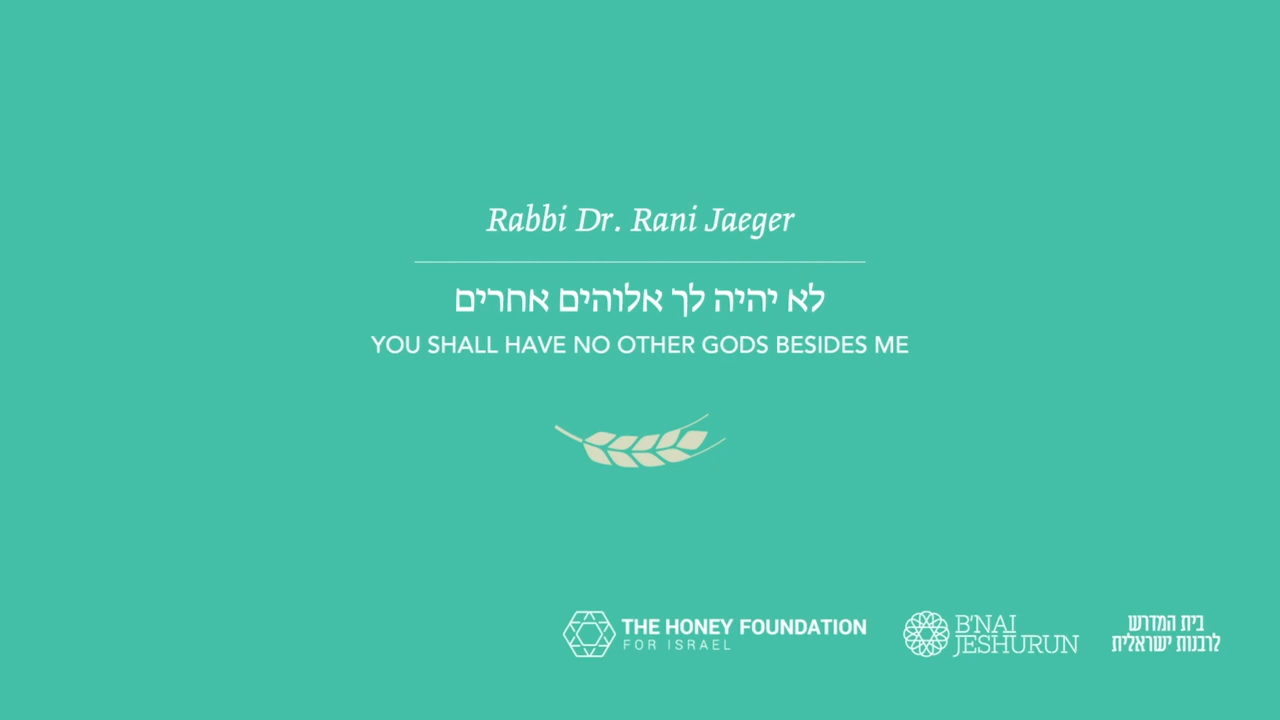 Rabbi Dr. Rani Jaeger
לא יהיה לך אלוהים אחרים
YOU SHALL HAVE NO OTHER GODS BESIDES ME
THE HONEY FOUNDATION
FOR ISRAEL
B'NAI
JESHURUN
בית המדרש
לרבנות ישראלית